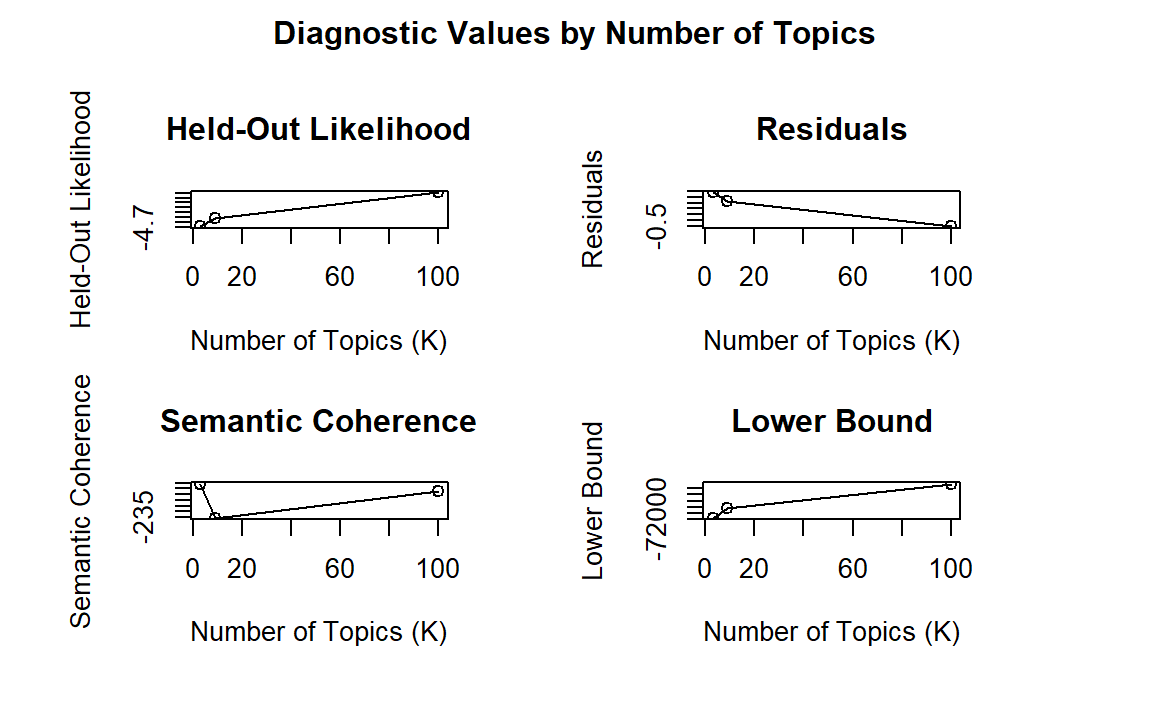 Diagnostic Values by Number of Topics
Held-Out Likelihood
Held-Out Likelihood
-4.7
0 20 60 100
Number of Topics (K)
Residuals
Residuals
-0.5
0 20 60 100
Number of Topics (K)
Semantic Coherence
Semantic Coherence
-235
0 20 60 100
Number of Topics (K)
Lower Bound
Lower Bound
-72000
0 20 60 100
Number of Topics (K)